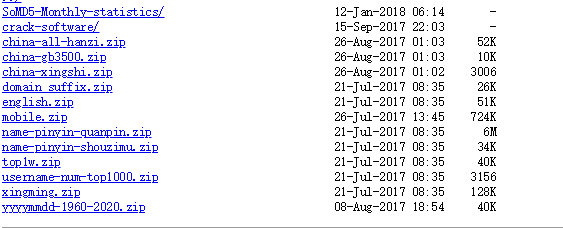 SoMD5-Monthly-statistics/ 12-Jan-2018 06:14 -
crack-software/ 15-Sep-2017 22:03 -
china-all-hanzi.zip 26-Aug-2017 01:03 52K
china-gb3500.zip 26-Aug-2017 01:03 10K
china-xingshi.zip 26-Aug-2017 01:02 3006
domain suffix.zip 21-Jul-2017 08:35 26K
english.zip 21-Jul-2017 08:35 51K
mobile.zip 26-Jul-2017 13:45 724K
name-pinyin-quanpin.zip 21-Jul-2017 08:35 6M
name-pinyin-shouzimu.zip 21-Jul-2017 08:35 34K
top1w.zip 21-Jul-2017 08:35 40K
username-num-top1000.zip 21-Jul-2017 08:35 3156
xingming.zip 21-Jul-2017 08:35 128K
yyyymmdd-1960-2020.zip 08-Aug-2017 18:54 40K